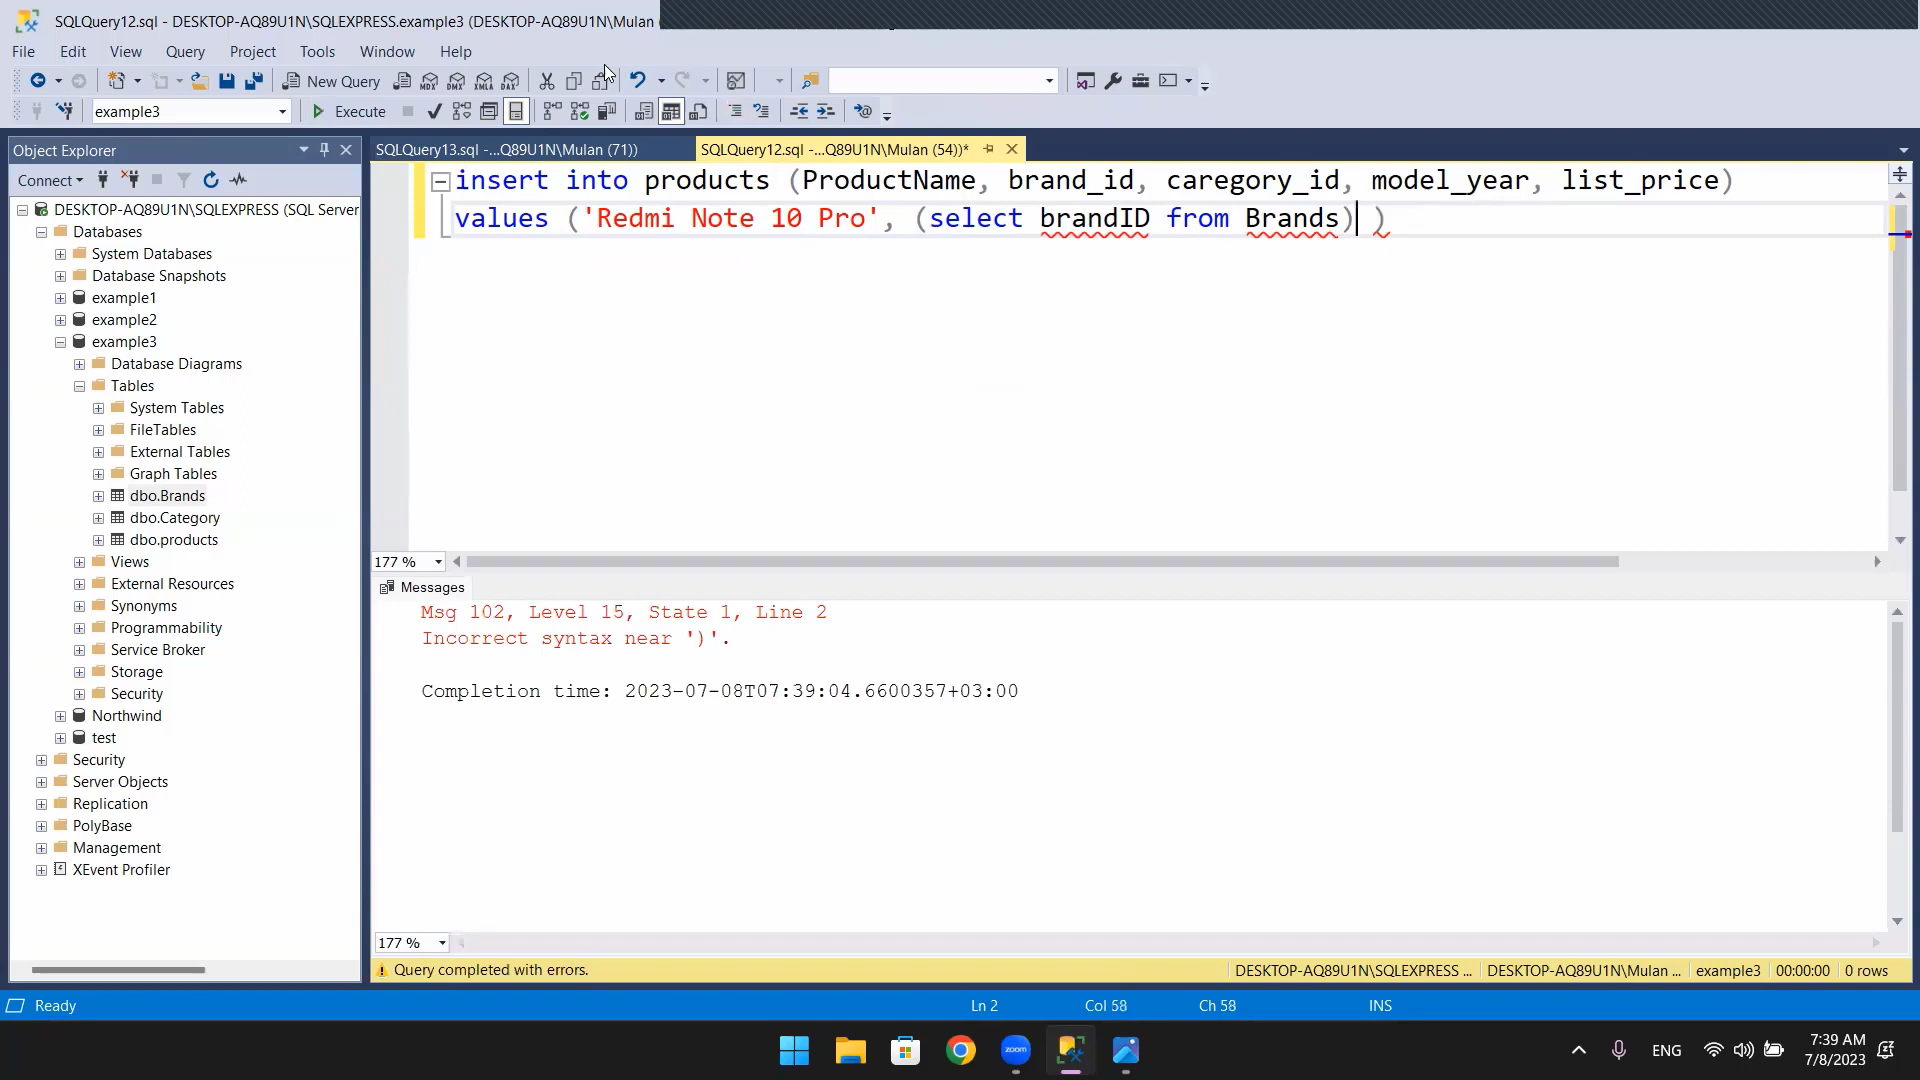 SQLQuery12.sql - DESKTOP-AQ89U1N\SQLEXPRESS.example3 (DESKTOP-AQ89U1N\Mulan
File Edit View Query Project Tools Window Help
New Query MDX DMX XMLA DAX
example3 Execute
Object Explorer
SQLQuery13.sql -...Q89U1N\Mulan (71))
SQLQuery12.sql -...Q89U1N\Mulan (54))*
Connect
DESKTOP-AQ89U1N\SQLEXPRESS (SQL Server
Databases
System Databases
Database Snapshots
example1
example2
example3
Database Diagrams
Tables
System Tables
FileTables
External Tables
Graph Tables
dbo.Brands
dbo.Category
dbo.products
Views
External Resources
Synonyms
Programmability
Service Broker
Storage
Security
Northwind
test
Security
Server Objects
Replication
PolyBase
Management
XEvent Profiler
insert into products (ProductName, brand_id, caregory_id, model_year, list_price)
values ('Redmi Note 10 Pro', (select brandID from Brands) )
177 %
Messages
Msg 102, Level 15, State 1, Line 2
Incorrect syntax near ')'.
Completion time: 2023-07-08T07:39:04.6600357+03:00
177 %
Query completed with errors.
DESKTOP-AQ89U1N\SQLEXPRESS ... DESKTOP-AQ89U1N\Mulan ... example3 00:00:00 0 rows
Ready Ln 2 Col 58 Ch 58 INS
zoom
ENG
7:39 AM
7/8/2023